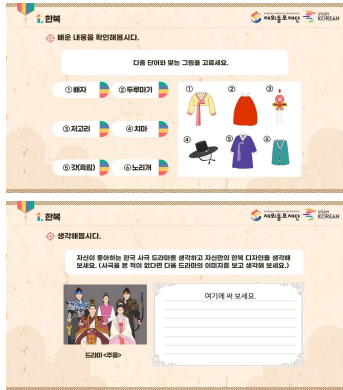 1. 한복
재외동포재단
STUDY KOREAN
배운 내용을 확인해봅시다.
다음 단어와 맞는 그림을 고르세요.
① 배자
② 두루마기
③ 저고리
④ 치마
⑤ 갓(흑립)
⑥ 노리개
① ② ③
④ ⑤ ⑥
1. 한복
재외동포재단
STUDY KOREAN
생각해봅시다.
자신이 좋아하는 한국 사극 드라마를 생각하고 자신만의 한복 디자인을 생각해
보세요. (사극을 본 적이 없다면 다음 드라마의 이미지를 보고 생각해 보세요.)
여기에 써 보세요.
드라마 <주몽>